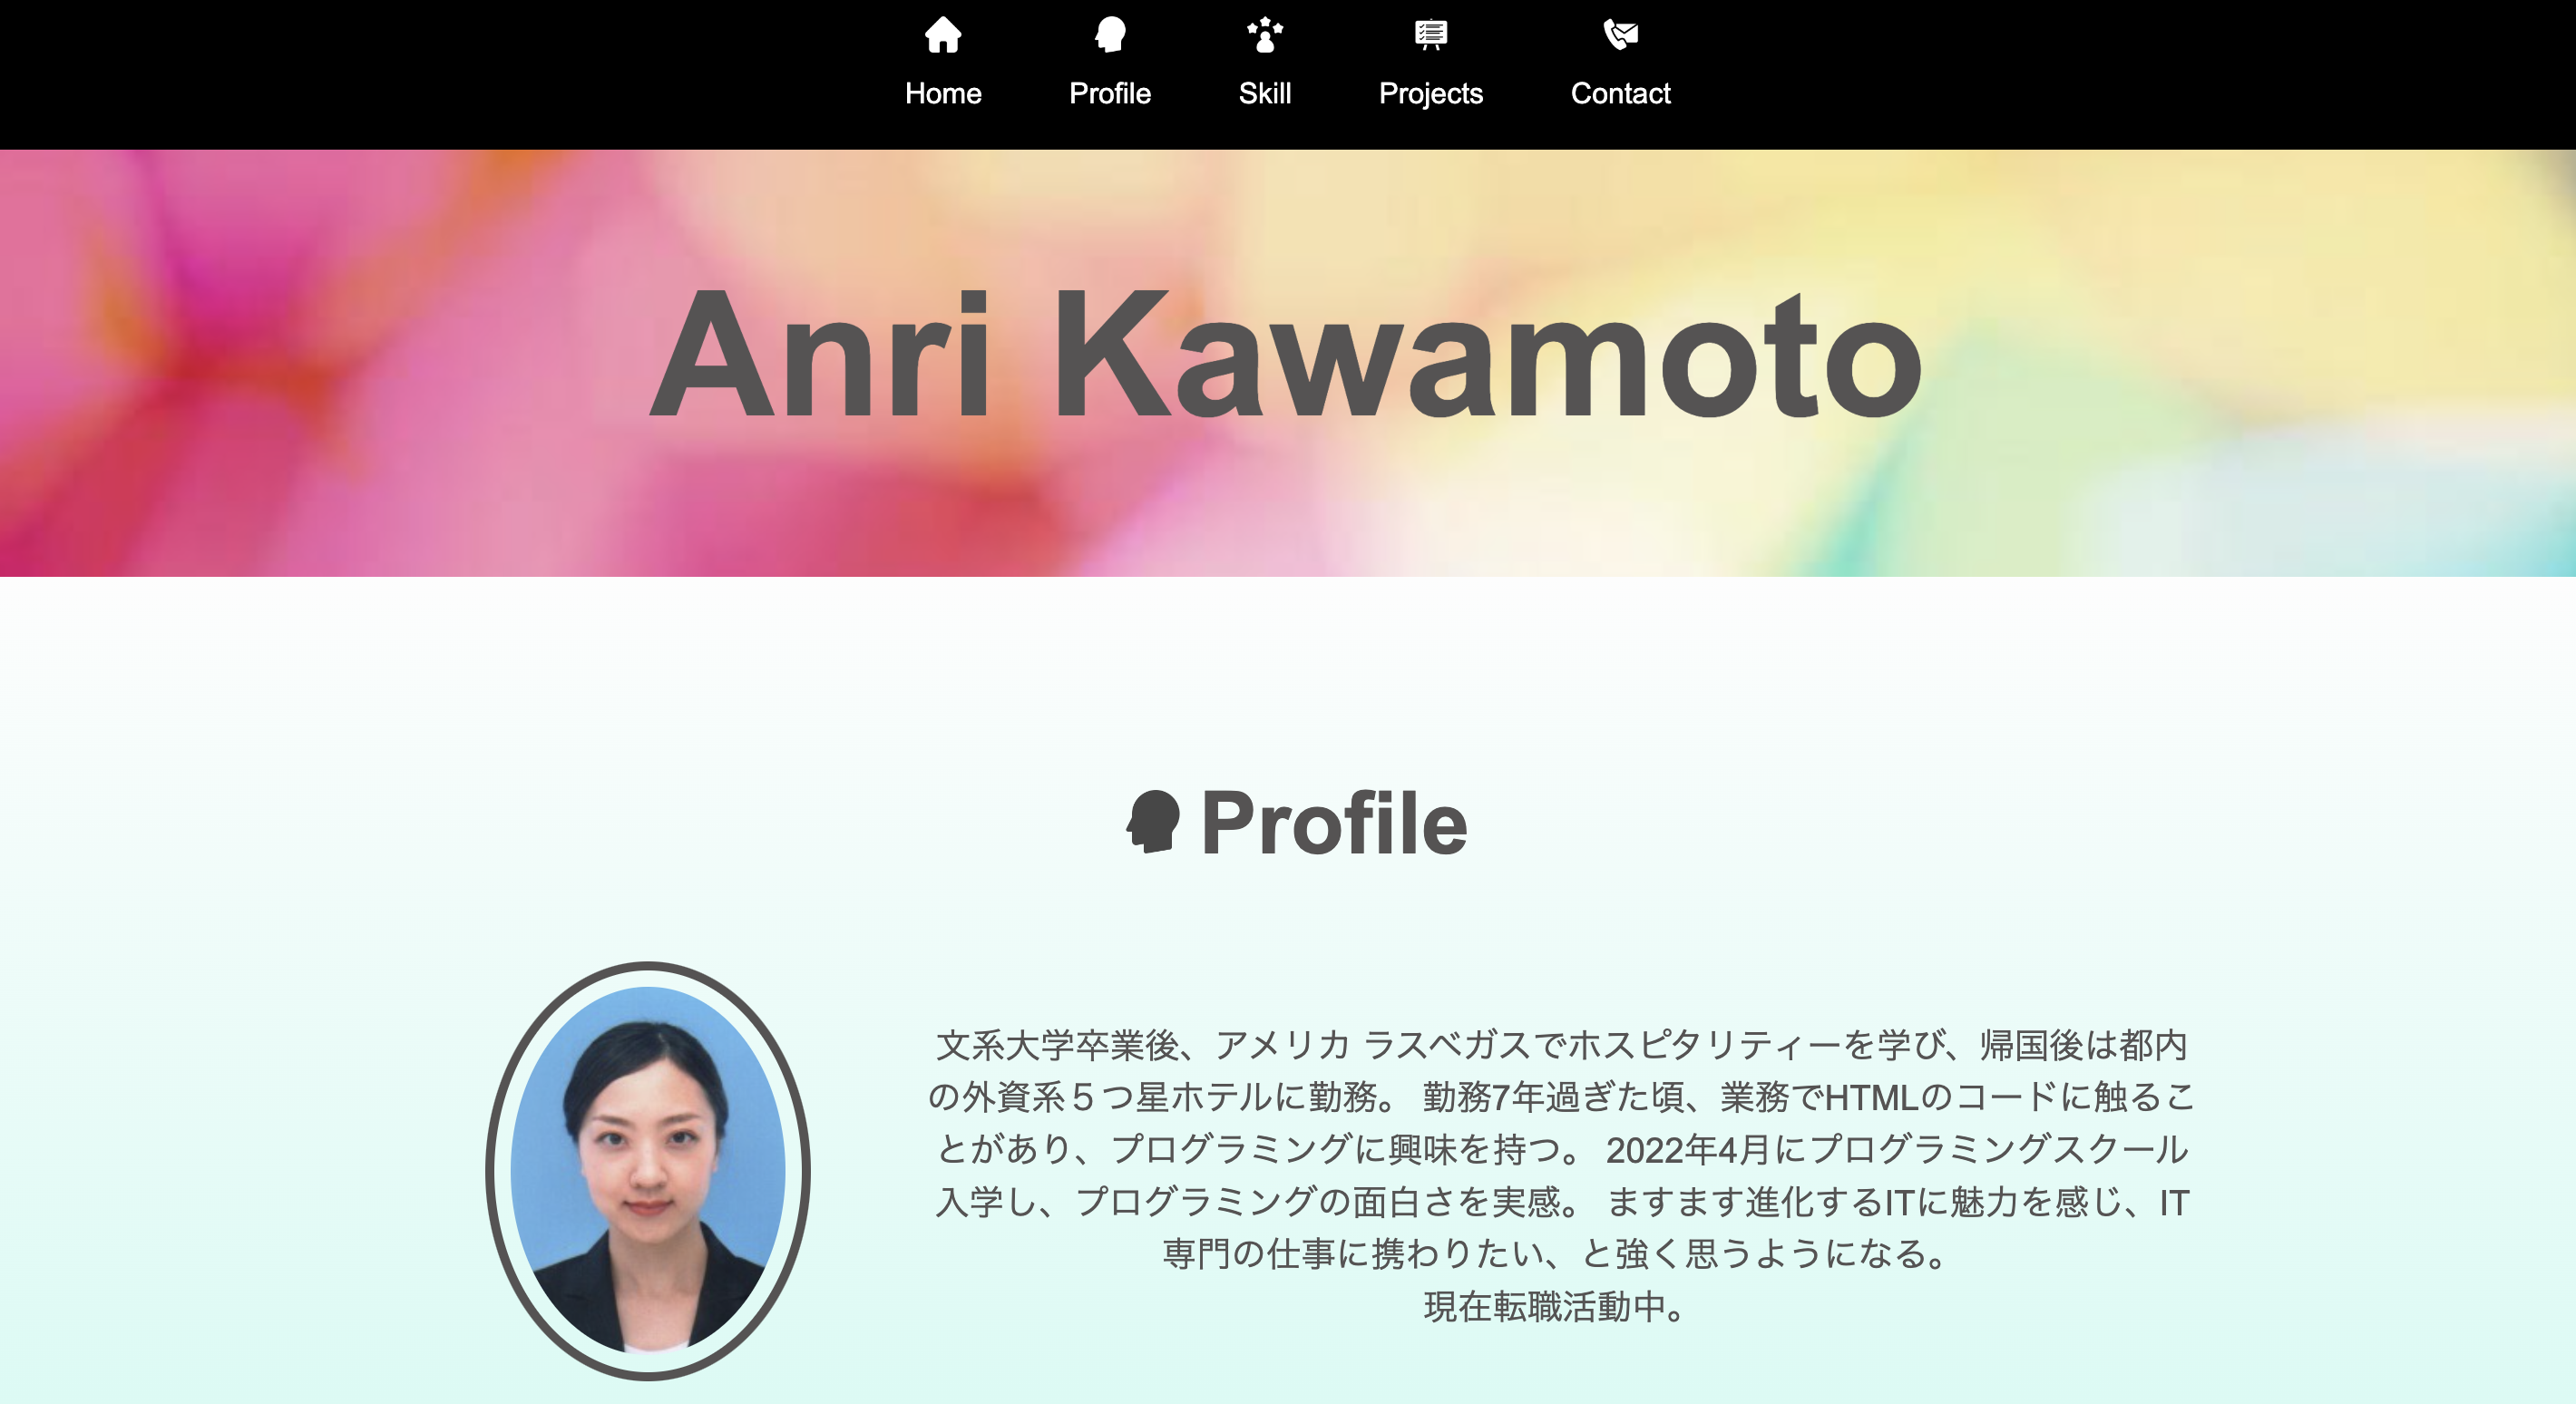 Home Profile Skill Projects Contact
Anri Kawamoto
Profile
文系大学卒業後、アメリカ ラスベガスでホスピタリティーを学び、帰国後は都内
の外資系５つ星ホテルに勤務。 勤務7年過ぎた頃、業務でHTMLのコードに触るこ
とがあり、プログラミングに興味を持つ。 2022年4月にプログラミングスクール
入学し、プログラミングの面白さを実感。 ますます進化するITに魅力を感じ、IT
専門の仕事に携わりたい、と強く思うようになる。
現在転職活動中。